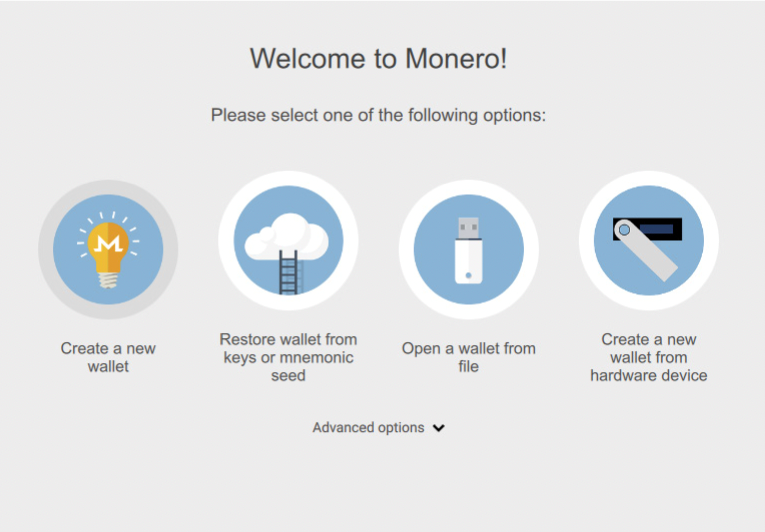 Welcome to Monero!
Please select one of the following options:
Create a new
wallet
Restore wallet from
keys or mnemonic
seed
Open a wallet from
file
Create a new
wallet from
hardware device
Advanced options